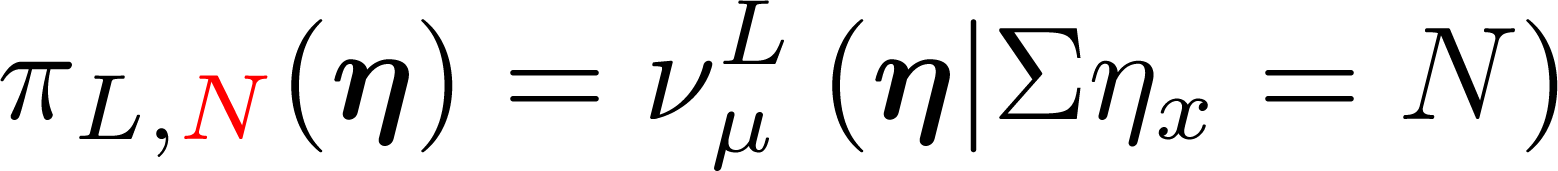 π_{L,N}(η) = ν_μ^L(η|Ση_x = N)